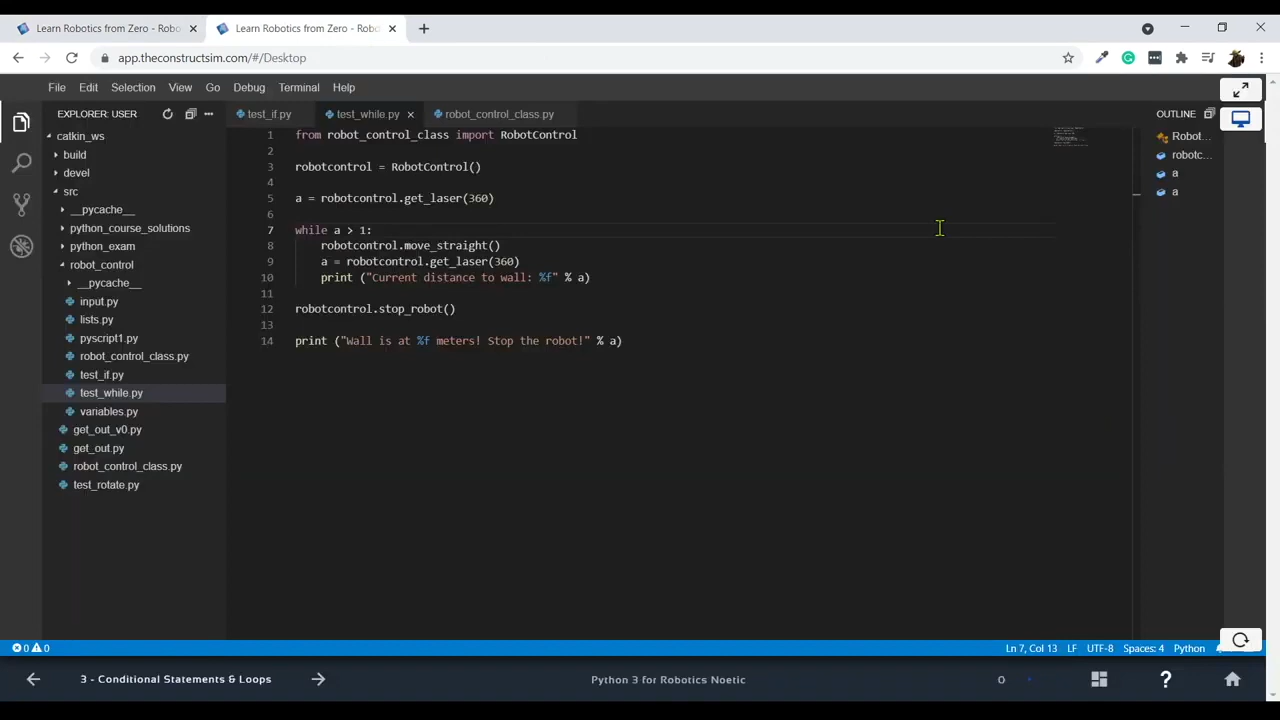 Learn Robotics from Zero - Robo
Learn Robotics from Zero - Robo
app.theconstructsim.com/#/Desktop
File Edit Selection View Go Debug Terminal Help
EXPLORER: USER
catkin_ws
build
devel
src
__pycache__
python_course_solutions
python_exam
robot_control
__pycache__
input.py
lists.py
pyscript1.py
robot_control_class.py
test_if.py
test_while.py
variables.py
get_out_v0.py
get_out.py
robot_control_class.py
test_rotate.py
test_if.py test_while.py robot_control_class.py
1 from robot_control_class import RobotControl
2
3 robotcontrol = RobotControl()
4
5 a = robotcontrol.get_laser(360)
6
7 while a > 1:
8 robotcontrol.move_straight()
9 a = robotcontrol.get_laser(360)
10 print ("Current distance to wall: %f" % a)
11
12 robotcontrol.stop_robot()
13
14 print ("Wall is at %f meters! Stop the robot!" % a)
OUTLINE
Robot...
robotc...
a
a
0 0
Ln 7, Col 13 LF UTF-8 Spaces: 4 Python
3 - Conditional Statements & Loops
Python 3 for Robotics Noetic